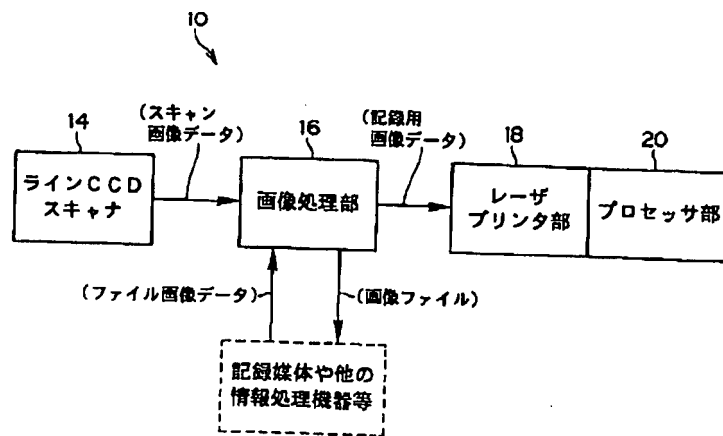 10
14
(スキャン
画像データ)
16
(記録用
画像データ)
18
20
ラインCCD
スキャナ
画像処理部
レーザ
プリンタ部
プロセッサ部
(ファイル画像データ)
(画像ファイル)
記録媒体や他の
情報処理機器等